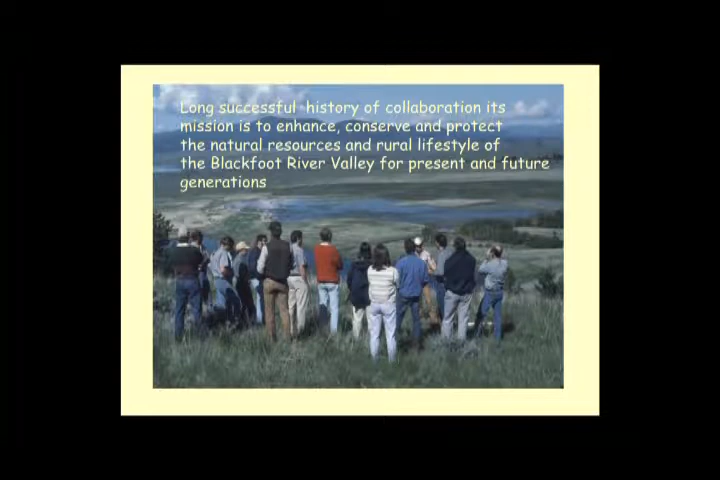 Long successful history of collaboration its
mission is to enhance, conserve and protect
the natural resources and rural lifestyle of
the Blackfoot River Valley for present and future
generations